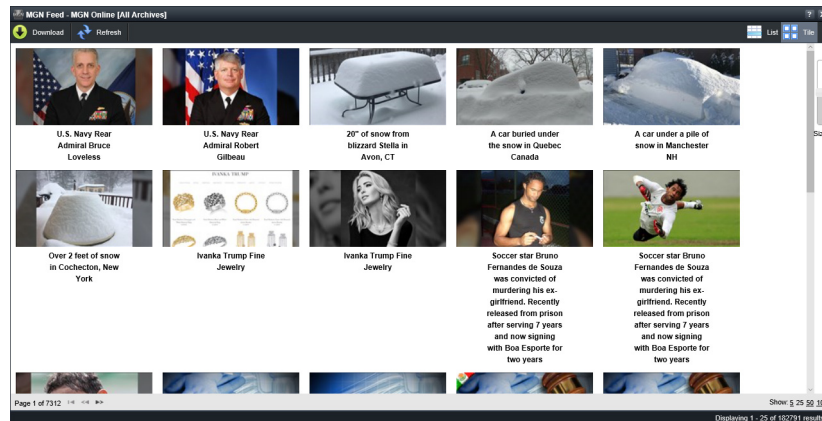 MGN Feed - MGN Online [All Archives]
?
Download
Refresh
List
Tile
U.S. Navy Rear
Admiral Bruce
Loveless
U.S. Navy Rear
Admiral Robert
Gilbeau
20" of snow from
blizzard Stella in
Avon, CT
A car buried under
the snow in Quebec
Canada
A car under a pile of
snow in Manchester
NH
Siz
IVANKA TRUMP
Over 2 feet of snow
in Cochecton, New
York
Ivanka Trump Fine
Jewelry
Ivanka Trump Fine
Jewelry
Soccer star Bruno
Fernandes de Souza
was convicted of
murdering his ex-
girlfriend. Recently
released from prison
after serving 7 years
and now signing
with Boa Esporte for
two years
Soccer star Bruno
Fernandes de Souza
was convicted of
murdering his ex-
girlfriend. Recently
released from prison
after serving 7 years
and now signing
with Boa Esporte for
two years
Page 1 of 7312
Show: 5 25 50 10
Displaying 1 - 25 of 182791 results